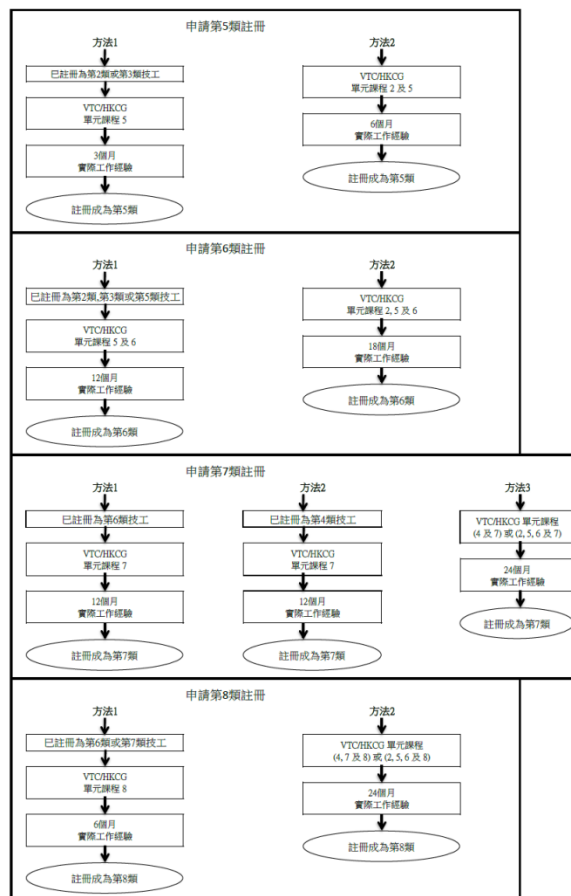 申請第5類註冊
方法1
已註冊為第2類或第3類技工
VTC/HKCG
單元課程 5
3個月
實際工作經驗
註冊成為第5類
方法2
VTC/HKCG
單元課程 2 及 5
6個月
實際工作經驗
註冊成為第5類
申請第6類註冊
方法1
已註冊為第2類,第3類或第5類技工
VTC/HKCG
單元課程 5 及 6
12個月
實際工作經驗
註冊成為第6類
方法2
VTC/HKCG
單元課程 2, 5 及 6
18個月
實際工作經驗
註冊成為第6類
申請第7類註冊
方法1
已註冊為第6類技工
VTC/HKCG
單元課程 7
12個月
實際工作經驗
註冊成為第7類
方法2
已註冊為第4類技工
VTC/HKCG
單元課程 7
12個月
實際工作經驗
註冊成為第7類
方法3
VTC/HKCG 單元課程
(4 及 7) 或 (2, 5, 6 及 7)
24個月
實際工作經驗
註冊成為第7類
申請第8類註冊
方法1
已註冊為第6類或第7類技工
VTC/HKCG
單元課程 8
6個月
實際工作經驗
註冊成為第8類
方法2
VTC/HKCG 單元課程
(4, 7 及 8) 或 (2, 5, 6 及 8)
24個月
實際工作經驗
註冊成為第8類